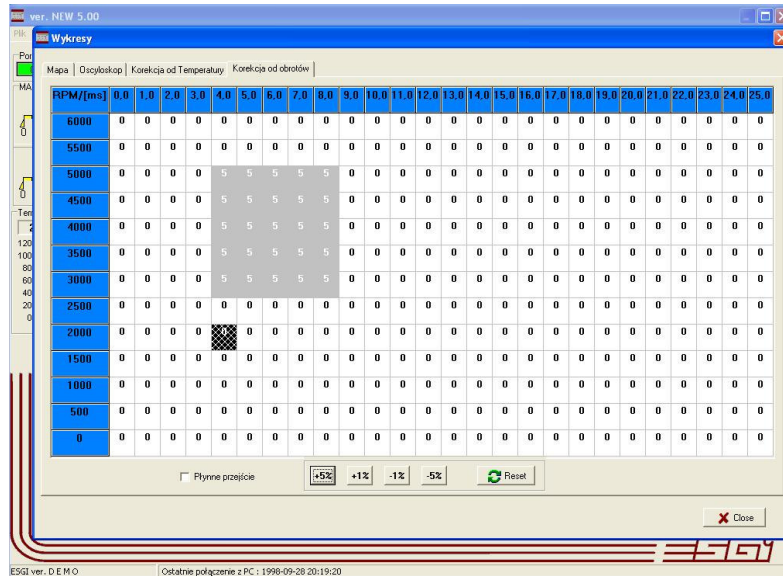 ver. NEW 5.00
Plik
Wykresy
Mapa Oscyloskop Korekcja od Temperatury Korekcja od obrotów
RPM/[ms] 0,0 1,0 2,0 3,0 4,0 5,0 6,0 7,0 8,0 9,0 10,0 11,0 12,0 13,0 14,0 15,0 16,0 17,0 18,0 19,0 20,0 21,0 22,0 23,0 24,0 25,0
6000 0 0 0 0 0 0 0 0 0 0 0 0 0 0 0 0 0 0 0 0 0 0 0 0 0 0
5500 0 0 0 0 0 0 0 0 0 0 0 0 0 0 0 0 0 0 0 0 0 0 0 0 0 0
5000 0 0 0 0 5 5 5 5 5 0 0 0 0 0 0 0 0 0 0 0 0 0 0 0 0 0
4500 0 0 0 0 5 5 5 5 5 0 0 0 0 0 0 0 0 0 0 0 0 0 0 0 0 0
4000 0 0 0 0 5 5 5 5 5 0 0 0 0 0 0 0 0 0 0 0 0 0 0 0 0 0
3500 0 0 0 0 5 5 5 5 5 0 0 0 0 0 0 0 0 0 0 0 0 0 0 0 0 0
3000 0 0 0 0 5 5 5 5 5 0 0 0 0 0 0 0 0 0 0 0 0 0 0 0 0 0
2500 0 0 0 0 0 0 0 0 0 0 0 0 0 0 0 0 0 0 0 0 0 0 0 0 0 0
2000 0 0 0 0 0 0 0 0 0 0 0 0 0 0 0 0 0 0 0 0 0 0 0 0 0
1500 0 0 0 0 0 0 0 0 0 0 0 0 0 0 0 0 0 0 0 0 0 0 0 0 0 0
1000 0 0 0 0 0 0 0 0 0 0 0 0 0 0 0 0 0 0 0 0 0 0 0 0 0 0
500 0 0 0 0 0 0 0 0 0 0 0 0 0 0 0 0 0 0 0 0 0 0 0 0 0 0
0 0 0 0 0 0 0 0 0 0 0 0 0 0 0 0 0 0 0 0 0 0 0 0 0 0 0
120
100
80
60
40
20
0
Płynne przejście +5% +1% -1% -5% Reset
Close
ESGI
ESGI ver. D E M O Ostatnie połączenie z PC : 1998-09-28 20:19:20